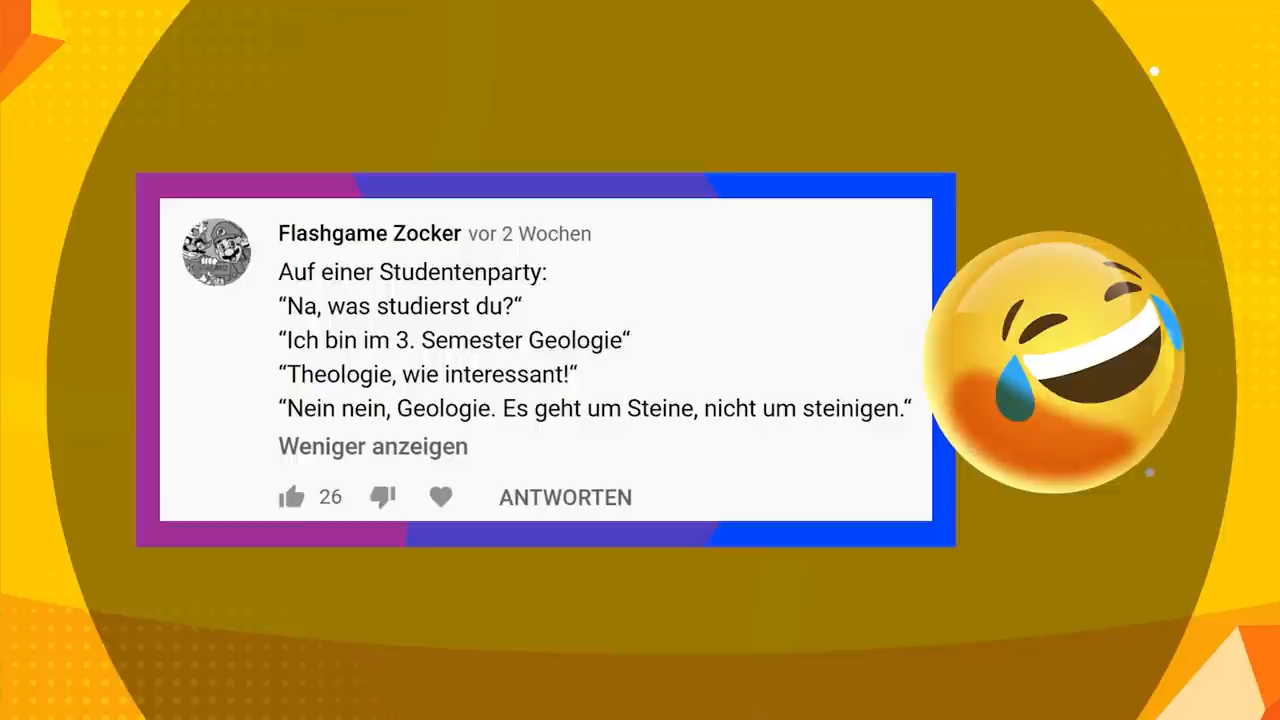 Flashgame Zocker vor 2 Wochen
Auf einer Studentenparty:
“Na, was studierst du?“
“Ich bin im 3. Semester Geologie“
“Theologie, wie interessant!“
“Nein nein, Geologie. Es geht um Steine, nicht um steinigen.“
Weniger anzeigen
26 ANTWORTEN